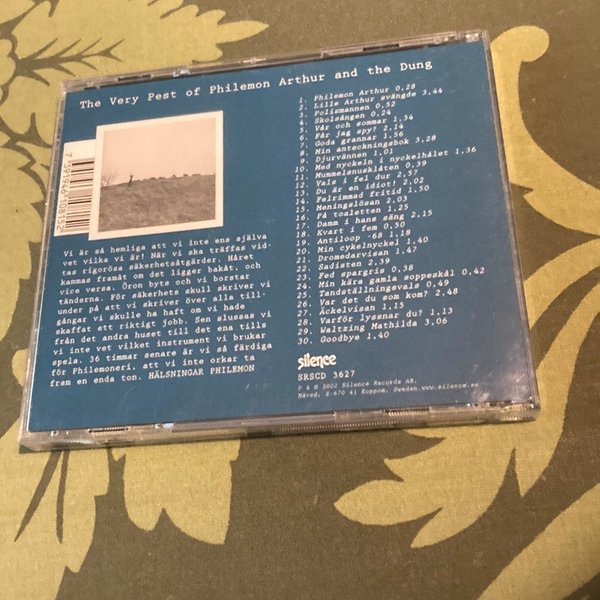 The Very Pest of Philemon Arthur and the Dung
7 391946 108152
Vi är så hemliga att vi inte ens själva
vet vilka vi är! När vi ska träffas vid-
tas rigorösa säkerhetsåtgärder. Håret
kammas framåt om det ligger bakåt, och
vice versa. Öron byts och vi borstar
tänderna. För säkerhets skull skriver vi
under på att vi skriver över alla till-
gångar vi skulle ha haft om vi hade
skaffat ett riktigt jobb. Sen slussas vi
från det andra huset till det ena tills
vi inte vet vilket instrument vi brukar
spela. 36 timmar senare är vi så färdiga
för Philemoneri, att vi inte orkar ta
fram en enda ton. HÄLSNINGAR PHILEMON
1. Philemon Arthur 0,28
2. Lille Arthur svängde 3,44
3. Polismannen 0,52
4. Skolsången 0,24
5. Vår och sommar 1,34
6. Får jag spy? 2,14
7. Goda grannar 1,56
8. Min anteckningsbok 3,28
9. Djurvännen 1,01
10. Med nyckeln i nyckelhålet 1,36
11. Mummelsnusklåten 0,39
12. Vals i fel dur 2,57
13. Du är en idiot! 2,02
14. Felrimmad fritid 1,50
15. Meningslösan 2,03
16. På toaletten 1,25
17. Damm i hans säng 2,15
18. Kvart i fem 0,50
19. Antiloop -68 1,18
20. Min cykelnyckel 1,40
21. Dromedarvisan 1,47
22. Sadisten 2,39
23. Fed spargris 0,38
24. Min kära gamla soppeskål 0,42
25. Tandställningsvals 0,49
26. Var det du som kom? 2,48
27. Äckelvisan 1,15
28. Varför lyssnar du? 1,13
29. Waltzing Mathilda 3,06
30. Goodbye 1,40
silence
SRSCD 3627
P & © 2002 Silence Records AB,
Näved, S-670 41 Koppom, Sweden.www.silence.se